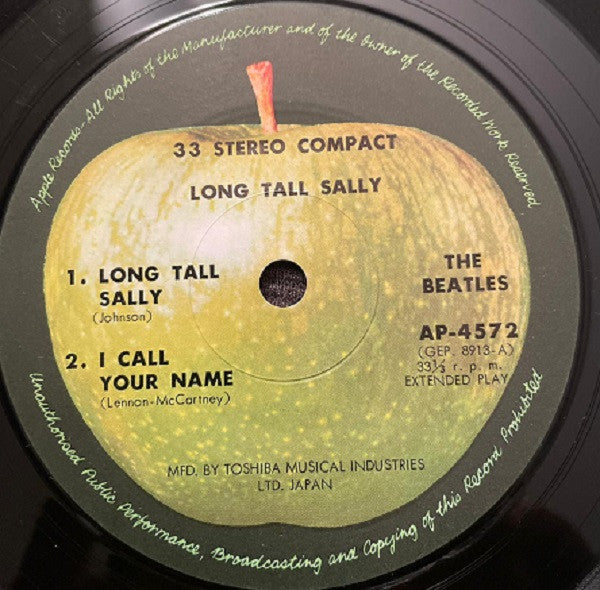 Apple Records-All Rights of the Manufacturer and of the Owner of the Recorded Work Reserved.
33 STEREO COMPACT
LONG TALL SALLY
1. LONG TALL
SALLY
(Johnson)
2. I CALL
YOUR NAME
(Lennon-McCartney)
THE
BEATLES
AP-4572
(GEP. 8913-A)
33⅓ r. p. m.
EXTENDED PLAY
MFD. BY TOSHIBA MUSICAL INDUSTRIES
LTD. JAPAN
Unauthorised Public Performance, Broadcasting and Copying of this Record Prohibited